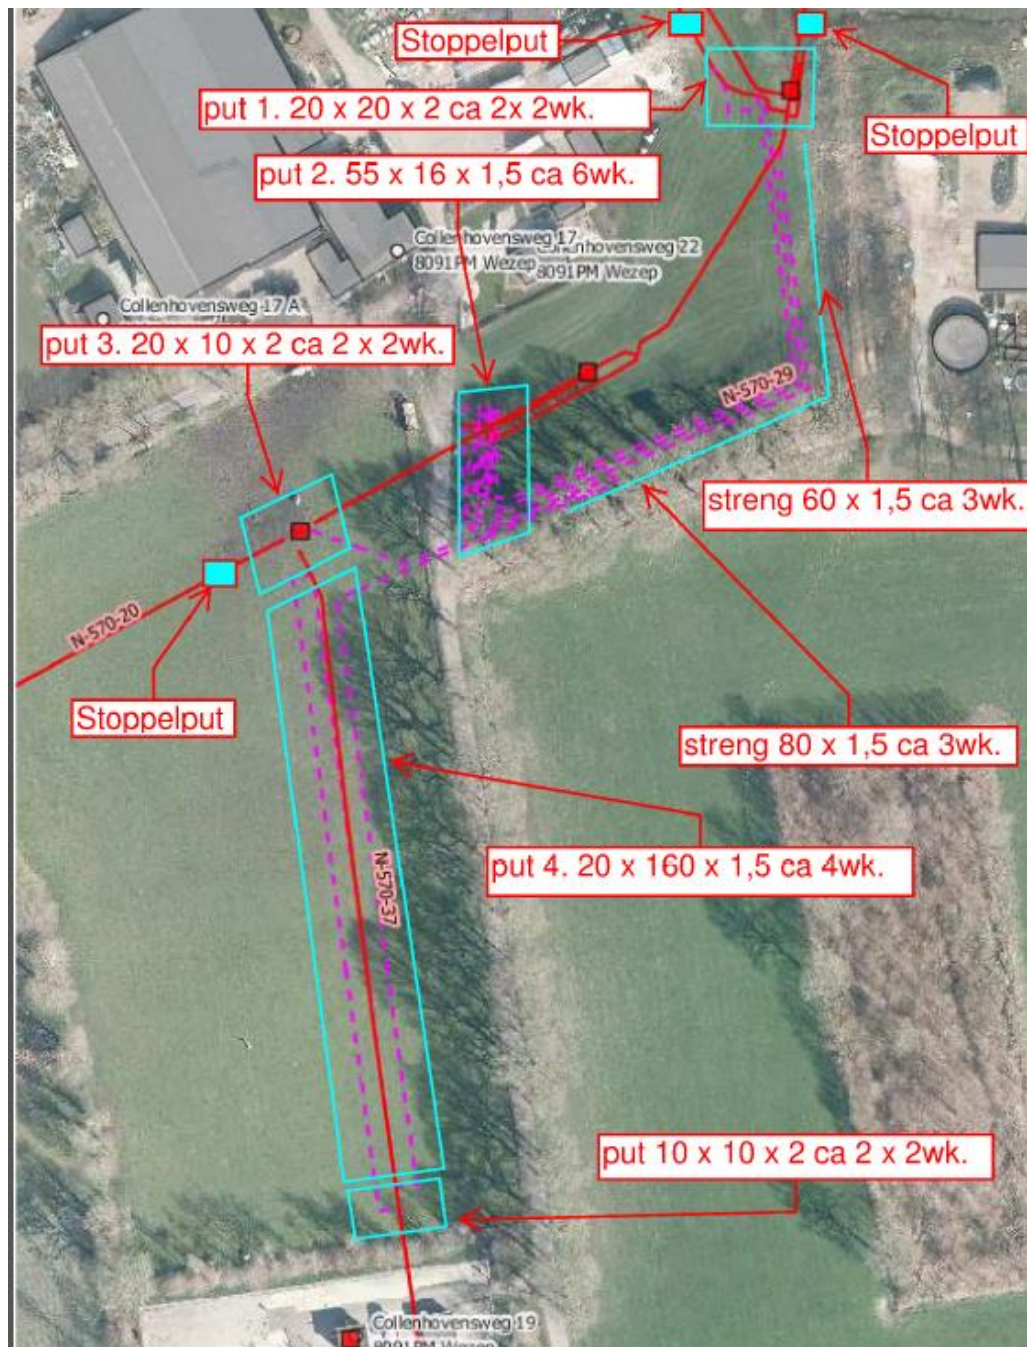 Stoppelput
put 1. 20 x 20 x 2 ca 2x 2wk.
Stoppelput
put 2. 55 x 16 x 1,5 ca 6wk.
Collenhovensweg 17
8091PM Wezep
Collenhovensweg 22
8091PM Wezep
Collenhovensweg 17 A
put 3. 20 x 10 x 2 ca 2 x 2wk.
N-570-29
streng 60 x 1,5 ca 3wk.
N-570-20
Stoppelput
streng 80 x 1,5 ca 3wk.
put 4. 20 x 160 x 1,5 ca 4wk.
N-570-37
put 10 x 10 x 2 ca 2 x 2wk.
Collenhovensweg 19
8091PM Wezep